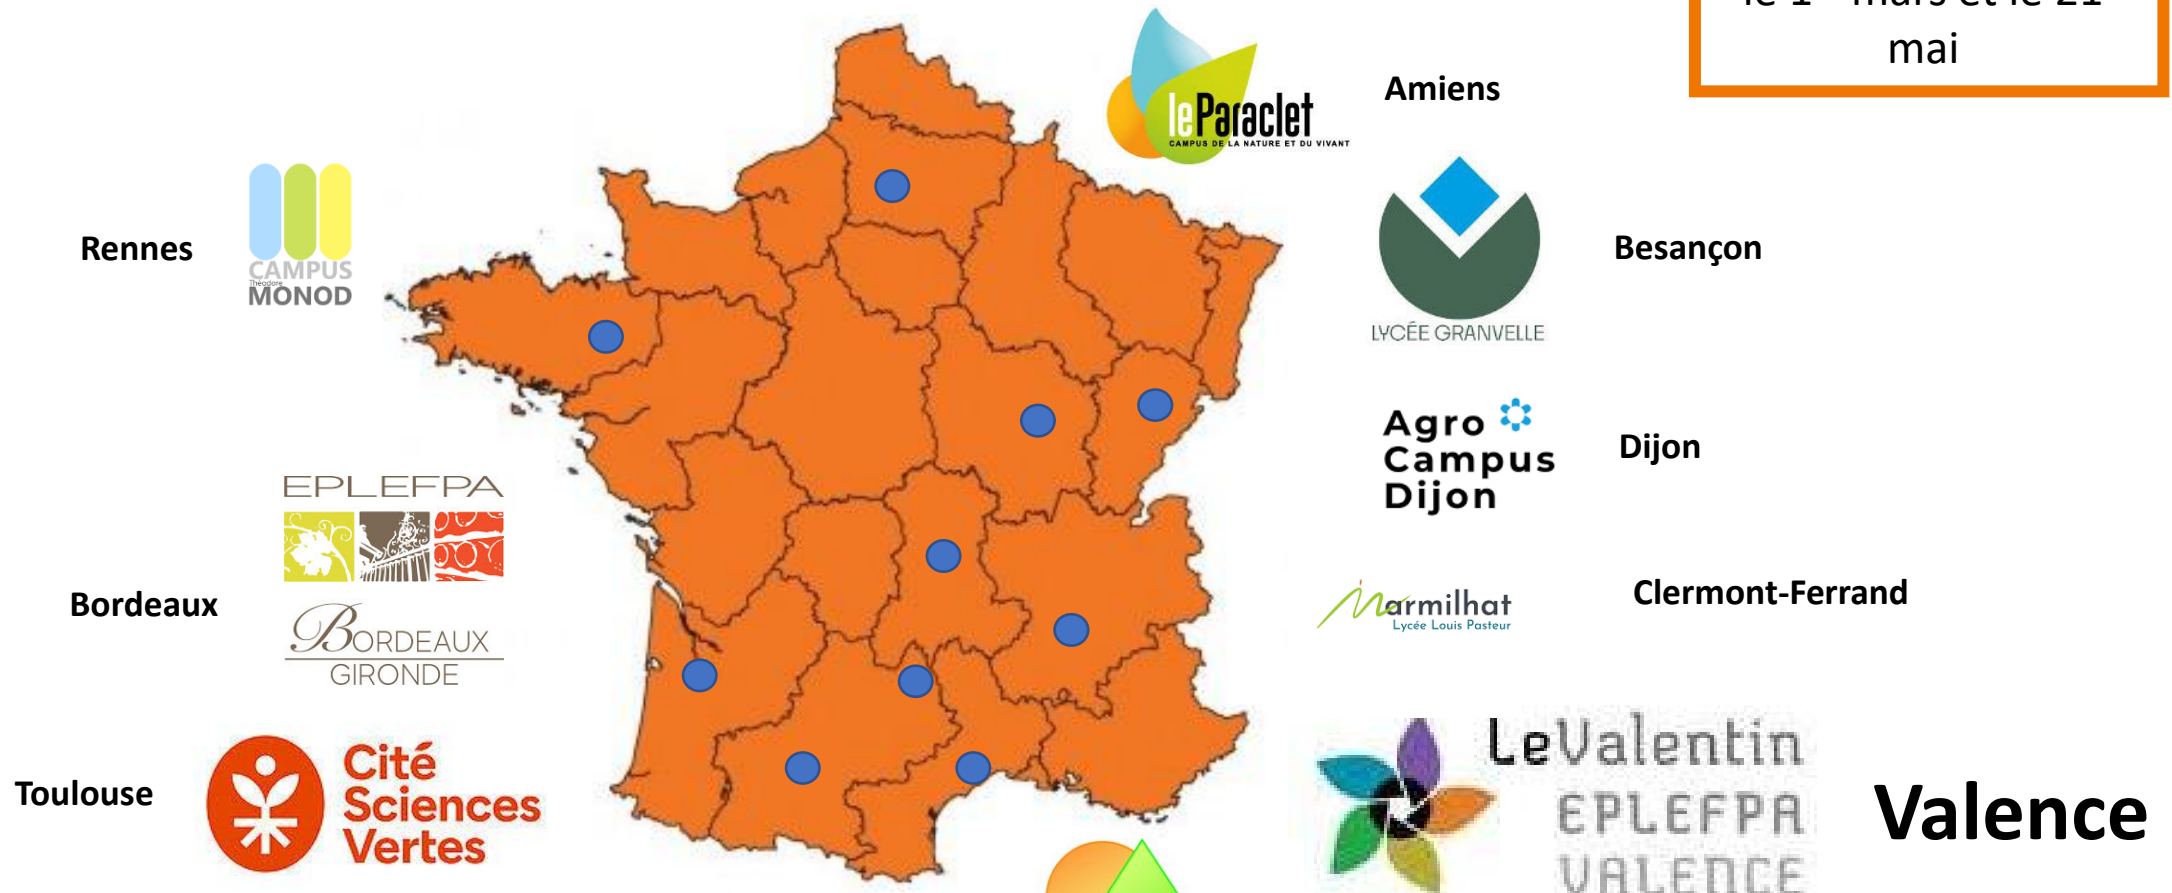 mai
Amiens
le Paraclet
CAMPUS DE LA NATURE ET DU VIVANT
Rennes
CAMPUS
Théodore
MONOD
Besançon
LYCÉE GRANVELLE
Agro
Campus
Dijon
Dijon
EPLEFPA
Bordeaux
BORDEAUX
GIRONDE
Marmilhat
Lycée Louis Pasteur
Clermont-Ferrand
Toulouse
Cité
Sciences
Vertes
LeValentin
EPLEFPA
VALENCE
Valence